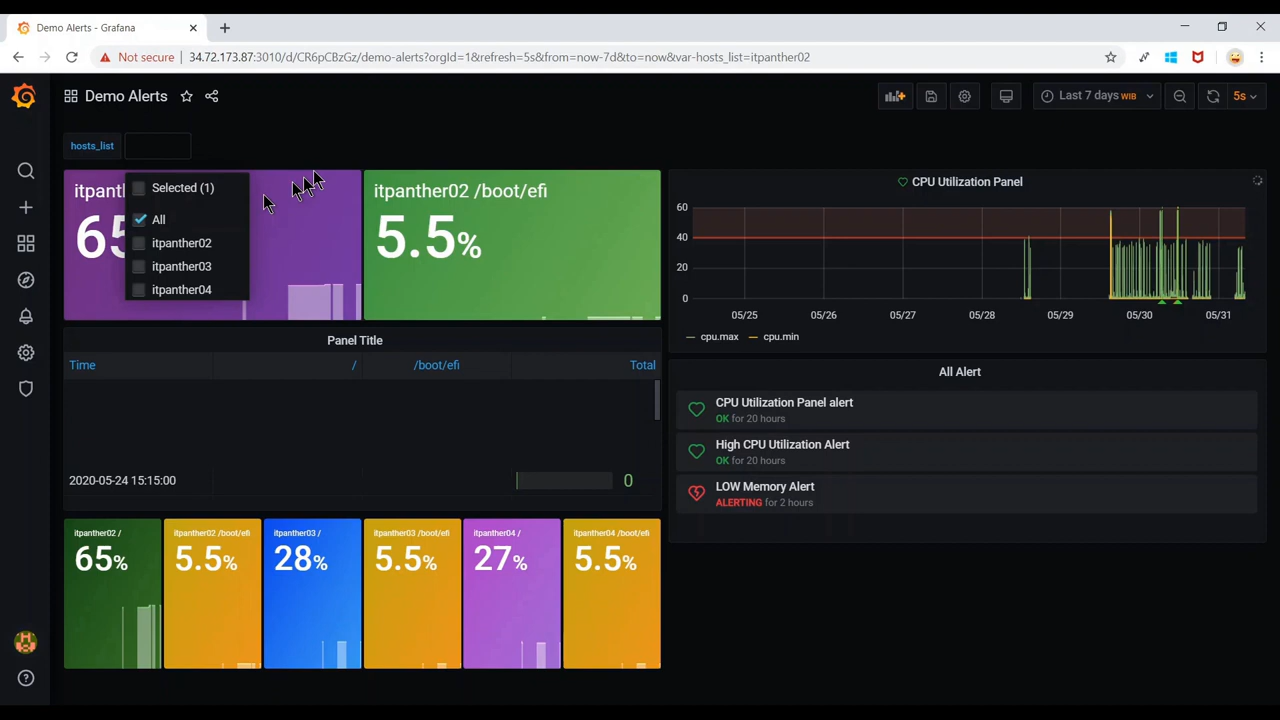 Demo Alerts - Grafana
Not secure
34.72.173.87:3010/d/CR6pCBzGz/demo-alerts?orgId=1&refresh=5s&from=now-7d&to=now&var-hosts_list=itpanther02
Demo Alerts
Last 7 days WIB
5s
hosts_list
Selected (1)
All
itpanther02
itpanther03
itpanther04
itpant
65
itpanther02 /boot/efi
5.5%
CPU Utilization Panel
60
40
20
0
05/25 05/26 05/27 05/28 05/29 05/30 05/31
cpu.max cpu.min
Panel Title
Time / /boot/efi Total
2020-05-24 15:15:00 0
All Alert
CPU Utilization Panel alert
OK for 20 hours
High CPU Utilization Alert
OK for 20 hours
LOW Memory Alert
ALERTING for 2 hours
itpanther02 /
65%
itpanther02 /boot/efi
5.5%
itpanther03 /
28%
itpanther03 /boot/efi
5.5%
itpanther04 /
27%
itpanther04 /boot/efi
5.5%